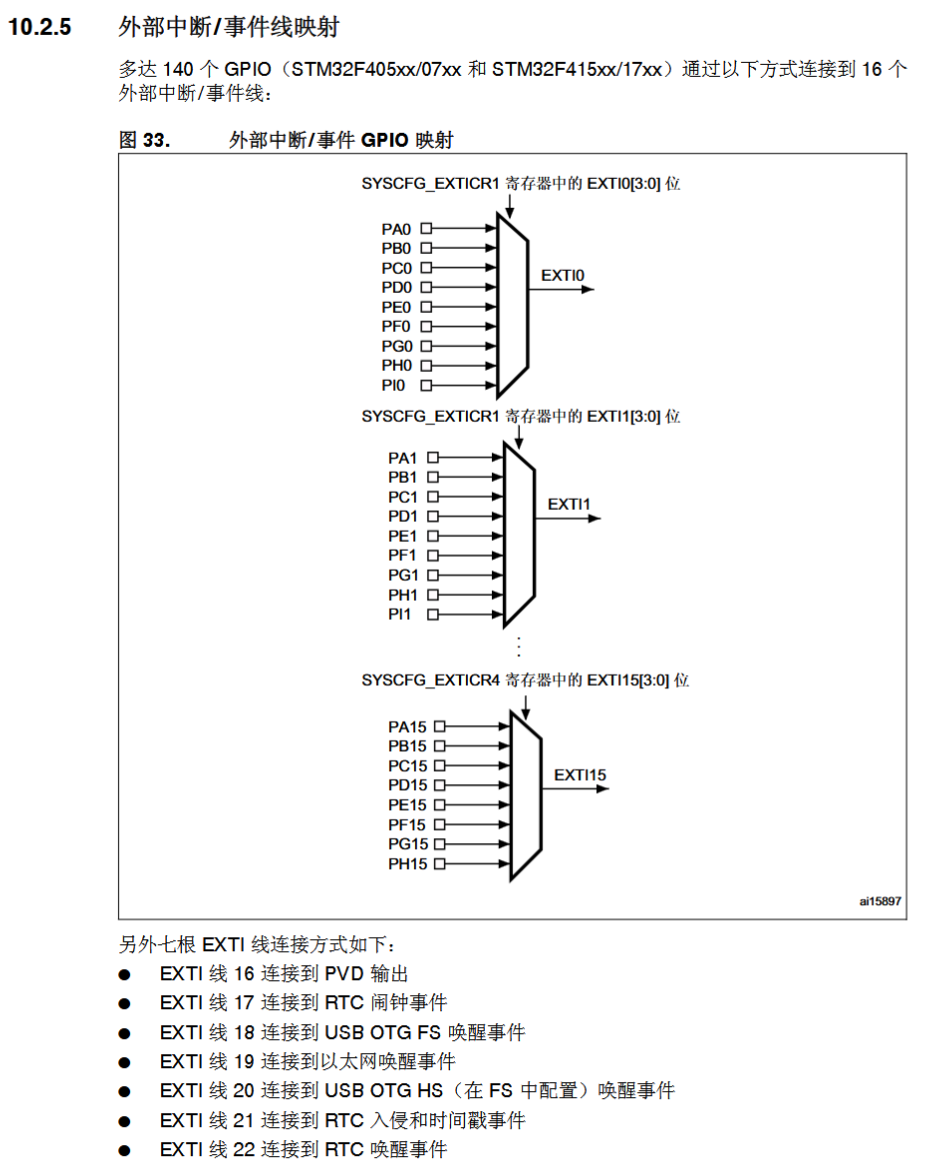 10.2.5 外部中断/事件线映射
多达 140 个 GPIO（STM32F405xx/07xx 和 STM32F415xx/17xx）通过以下方式连接到 16 个
外部中断/事件线：
图 33. 外部中断/事件 GPIO 映射
SYSCFG_EXTICR1 寄存器中的 EXTI0[3:0] 位
PA0
PB0
PC0
PD0
PE0
PF0
PG0
PH0
PI0
EXTI0
SYSCFG_EXTICR1 寄存器中的 EXTI1[3:0] 位
PA1
PB1
PC1
PD1
PE1
PF1
PG1
PH1
PI1
EXTI1
SYSCFG_EXTICR4 寄存器中的 EXTI15[3:0] 位
PA15
PB15
PC15
PD15
PE15
PF15
PG15
PH15
EXTI15
ai15897
另外七根 EXTI 线连接方式如下：
● EXTI 线 16 连接到 PVD 输出
● EXTI 线 17 连接到 RTC 闹钟事件
● EXTI 线 18 连接到 USB OTG FS 唤醒事件
● EXTI 线 19 连接到以太网唤醒事件
● EXTI 线 20 连接到 USB OTG HS（在 FS 中配置）唤醒事件
● EXTI 线 21 连接到 RTC 入侵和时间戳事件
● EXTI 线 22 连接到 RTC 唤醒事件